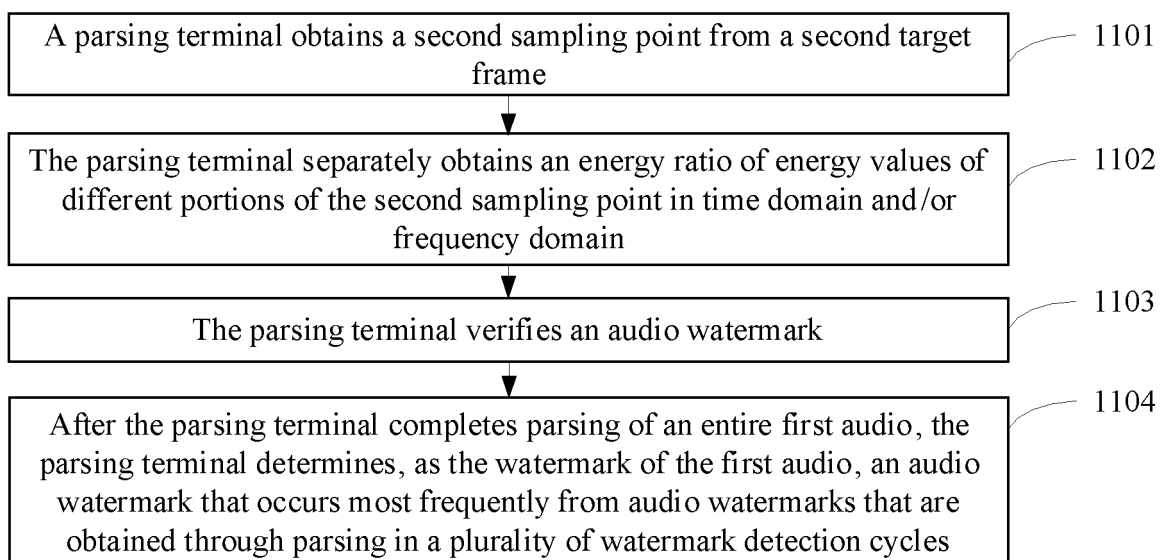 A parsing terminal obtains a second sampling point from a second target
frame
1101
The parsing terminal separately obtains an energy ratio of energy values of
different portions of the second sampling point in time domain and/or
frequency domain
1102
The parsing terminal verifies an audio watermark
1103
After the parsing terminal completes parsing of an entire first audio, the
parsing terminal determines, as the watermark of the first audio, an audio
watermark that occurs most frequently from audio watermarks that are
obtained through parsing in a plurality of watermark detection cycles
1104